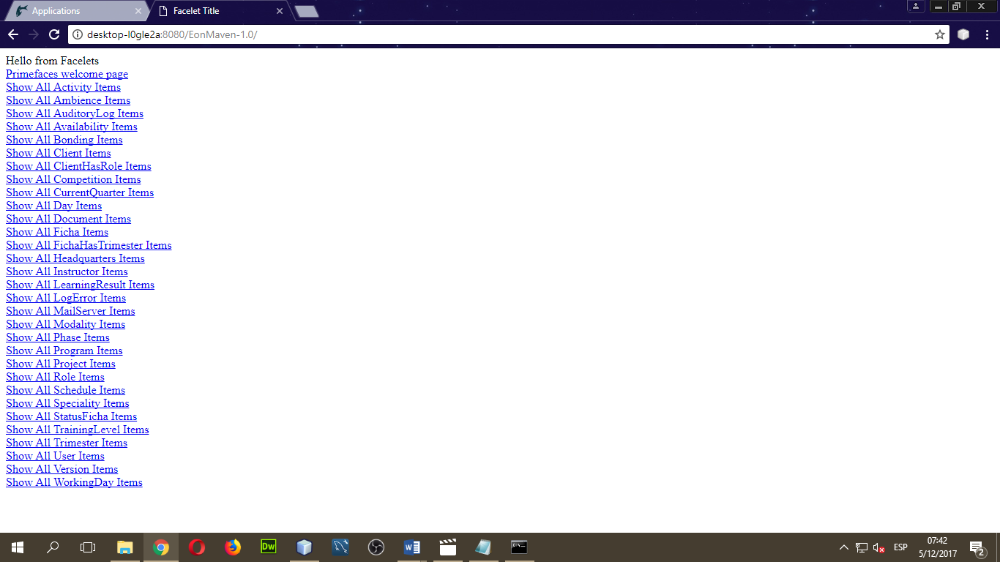 Applications
Facelet Title
desktop-l0gle2a:8080/EonMaven-1.0/
Hello from Facelets
Primefaces welcome page
Show All Activity Items
Show All Ambience Items
Show All AuditoryLog Items
Show All Availability Items
Show All Bonding Items
Show All Client Items
Show All ClientHasRole Items
Show All Competition Items
Show All CurrentQuarter Items
Show All Day Items
Show All Document Items
Show All Ficha Items
Show All FichaHasTrimester Items
Show All Headquarters Items
Show All Instructor Items
Show All LearningResult Items
Show All LogError Items
Show All MailServer Items
Show All Modality Items
Show All Phase Items
Show All Program Items
Show All Project Items
Show All Role Items
Show All Schedule Items
Show All Speciality Items
Show All StatusFicha Items
Show All TrainingLevel Items
Show All Trimester Items
Show All User Items
Show All Version Items
Show All WorkingDay Items
Dw
ESP
07:42
5/12/2017
2